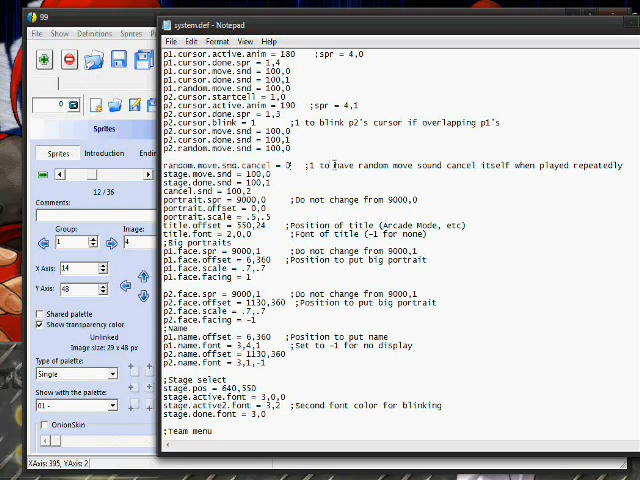 99
File Show Definitions Sprites
0
Sprites
Sprites Introduction Endin
12 / 36
Comments:
Group: Image:
1 4
X Axis:
14
Y Axis:
48
Shared palette
Show transparency color
Unlinked
Image size: 29 x 48 px
Type of palette:
Single
Show with the palette:
01 -
OnionSkin
XAxis: 395, YAxis: 2
system.def - Notepad
File Edit Format View Help
p1.cursor.active.anim = 180 ;spr = 4,0
p1.cursor.done.spr = 1,4
p1.cursor.move.snd = 100,0
p1.cursor.done.snd = 100,1
p1.random.move.snd = 100,0
p2.cursor.startcell = 1,0
p2.cursor.active.anim = 190 ;spr = 4,1
p2.cursor.done.spr = 1,3
p2.cursor.blink = 1 ;1 to blink p2's cursor if overlapping p1's
p2.cursor.move.snd = 100,0
p2.cursor.done.snd = 100,1
p2.random.move.snd = 100,0
random.move.snd.cancel = 0 ;1 to have random move sound cancel itself when played repeatedly
stage.move.snd = 100,0
stage.done.snd = 100,1
cancel.snd = 100,2
portrait.spr = 9000,0 ;Do not change from 9000,0
portrait.offset = 0,0
portrait.scale = .5,.5
title.offset = 550,24 ;Position of title (Arcade Mode, etc)
title.font = 2,0,0 ;Font of title (-1 for none)
;Big portraits
p1.face.spr = 9000,1 ;Do not change from 9000,1
p1.face.offset = 6,360 ;Position to put big portrait
p1.face.scale = .7,.7
p1.face.facing = 1
p2.face.spr = 9000,1 ;Do not change from 9000,1
p2.face.offset = 1130,360 ;Position to put big portrait
p2.face.scale = .7,.7
p2.face.facing = -1
;Name
p1.name.offset = 6,360 ;Position to put name
p1.name.font = 3,4,1 ;Set to -1 for no display
p2.name.offset = 1130,360
p2.name.font = 3,1,-1
;Stage select
stage.pos = 640,550
stage.active.font = 3,0,0
stage.active2.font = 3,2 ;Second font color for blinking
stage.done.font = 3,0
;Team menu